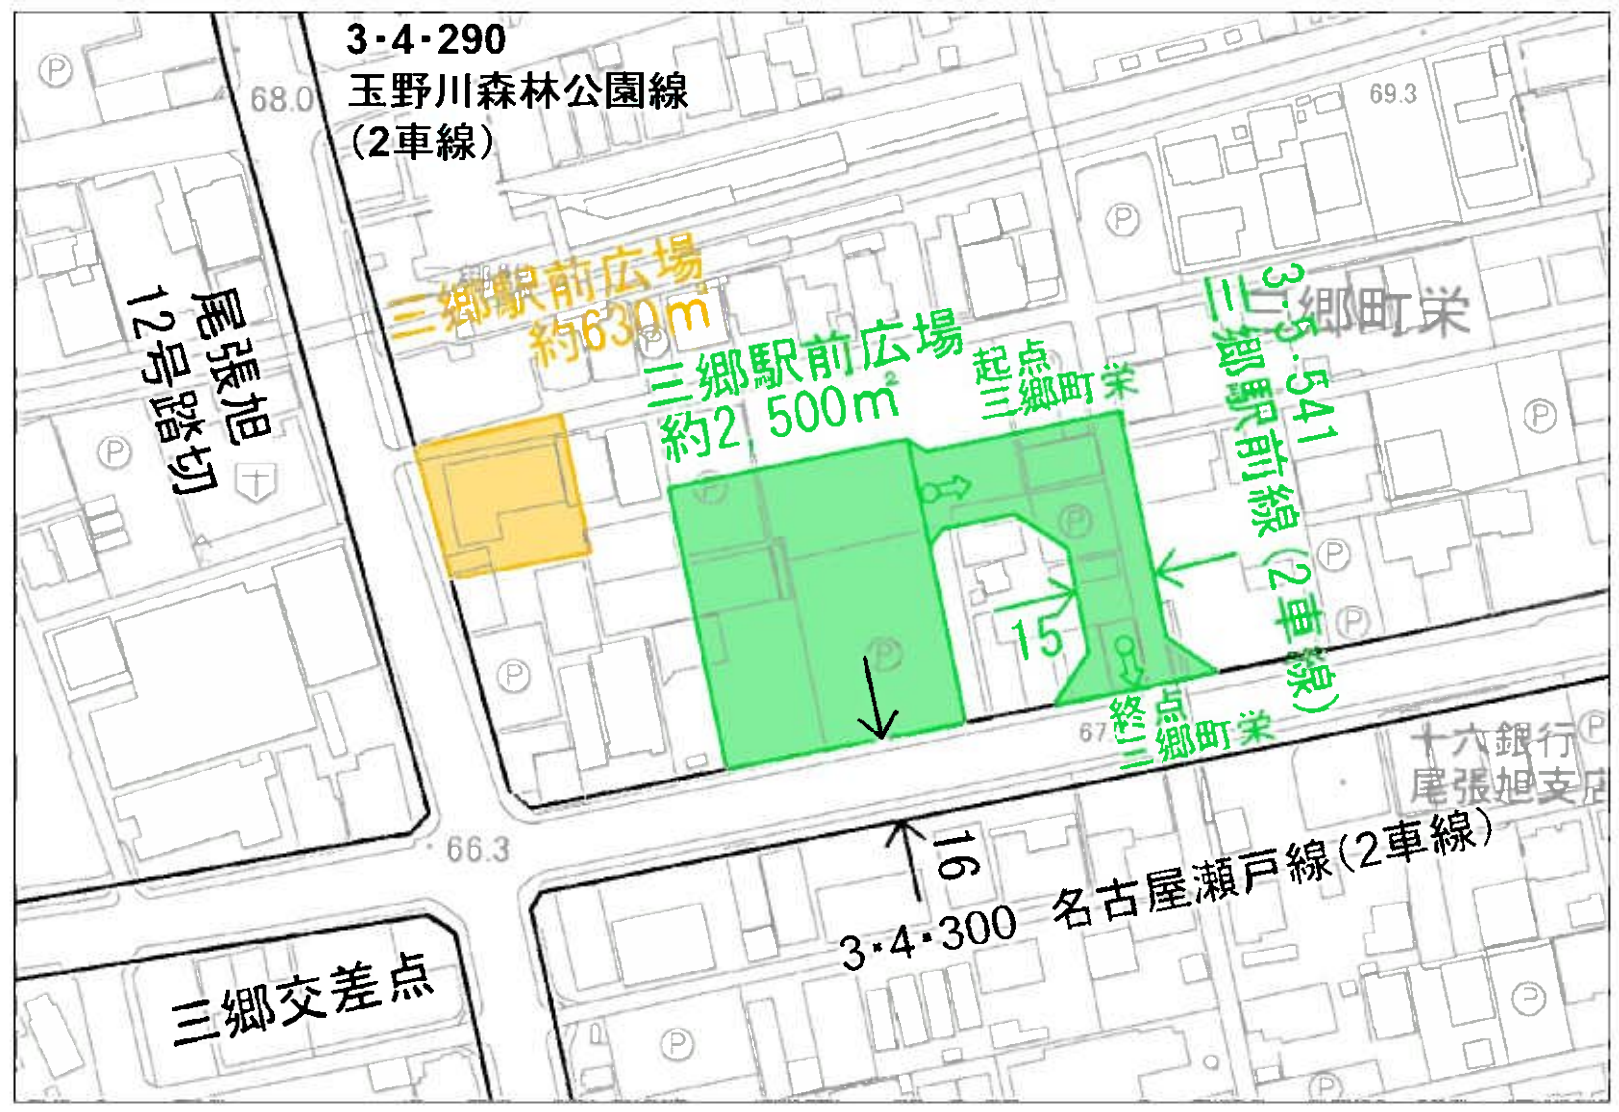 3・4・290
玉野川森林公園線
(2車線)
68.0
69.3
尾張旭
12号踏切
三郷駅前広場
約630㎡
三郷駅前広場
約2,500㎡
起点
三郷町栄
三郷町栄
3・5・541
三郷駅前線(2車線)
15
終点
三郷町栄
十六銀行
尾張旭支店
66.3
16
3・4・300 名古屋瀬戸線(2車線)
三郷交差点
P
P
P
P
P
P
P
P
P
P
P
P
P
P